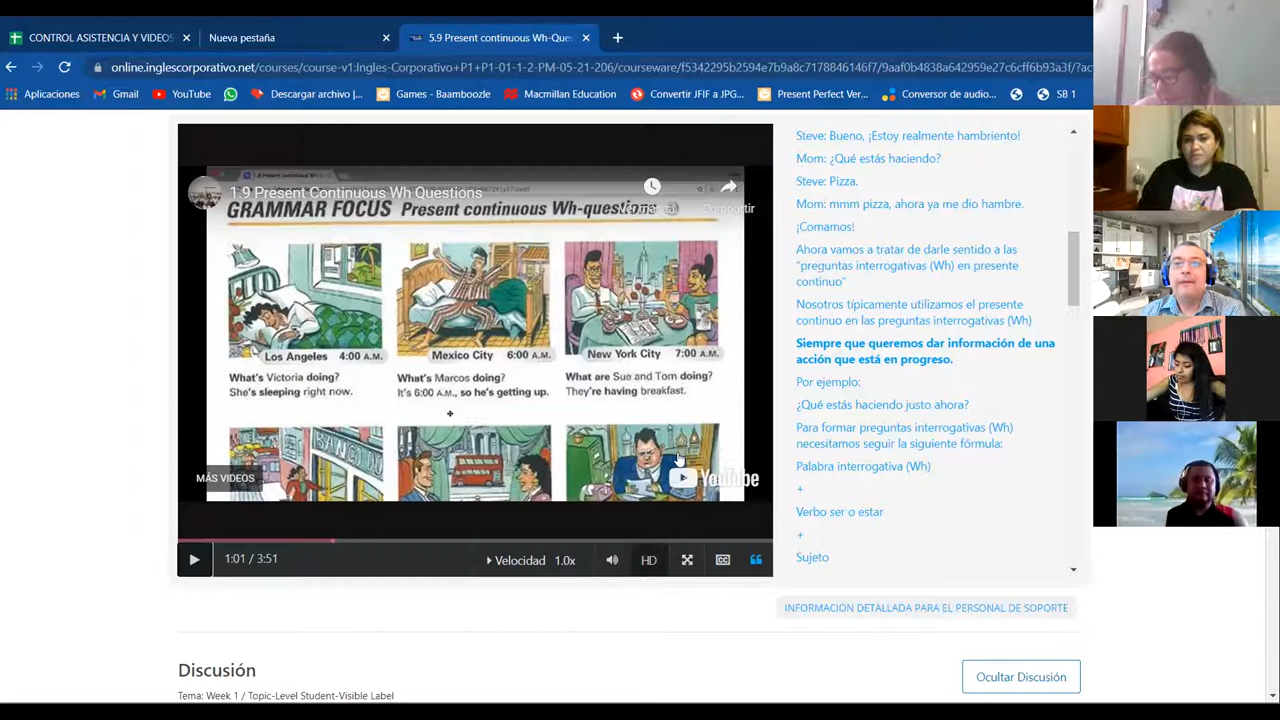 CONTROL ASISTENCIA Y VIDEOS
Nueva pestaña
5.9 Present continuous Wh-Ques
online.inglescorporativo.net/courses/course-v1:Ingles-Corporativo+P1+P1-01-1-2-PM-05-21-206/courseware/f5342295b2594e7b9a8c7178846146f7/9aaf0b4838a642959e27c6cff6b93a3f/?ac
Aplicaciones
Gmail
YouTube
Descargar archivo |...
Games - Baamboozle
Macmillan Education
Convertir JFIF a JPG...
Present Perfect Ver...
Conversor de audio...
SB 1
1.9 Present Continuous Wh Questions
GRAMMAR FOCUS Present continuous Wh-questions
Compartir
Los Angeles 4:00 A.M.
Mexico City 6:00 A.M.
New York City 7:00 A.M.
What's Victoria doing?
She's sleeping right now.
What's Marcos doing?
It's 6:00 A.M., so he's getting up.
What are Sue and Tom doing?
They're having breakfast.
BANCO DO
MÁS VIDEOS
YouTube
1:01 / 3:51
Velocidad 1.0x
HD
CC
Steve: Bueno, ¡Estoy realmente hambriento!
Mom: ¿Qué estás haciendo?
Steve: Pizza.
Mom: mmm pizza, ahora ya me dio hambre.
¡Comamos!
Ahora vamos a tratar de darle sentido a las
"preguntas interrogativas (Wh) en presente
continuo"
Nosotros típicamente utilizamos el presente
continuo en las preguntas interrogativas (Wh)
Siempre que queremos dar información de una
acción que está en progreso.
Por ejemplo:
¿Qué estás haciendo justo ahora?
Para formar preguntas interrogativas (Wh)
necesitamos seguir la siguiente fórmula:
Palabra interrogativa (Wh)
+
Verbo ser o estar
+
Sujeto
INFORMACIÓN DETALLADA PARA EL PERSONAL DE SOPORTE
Discusión
Tema: Week 1 / Topic-Level Student-Visible Label
Ocultar Discusión